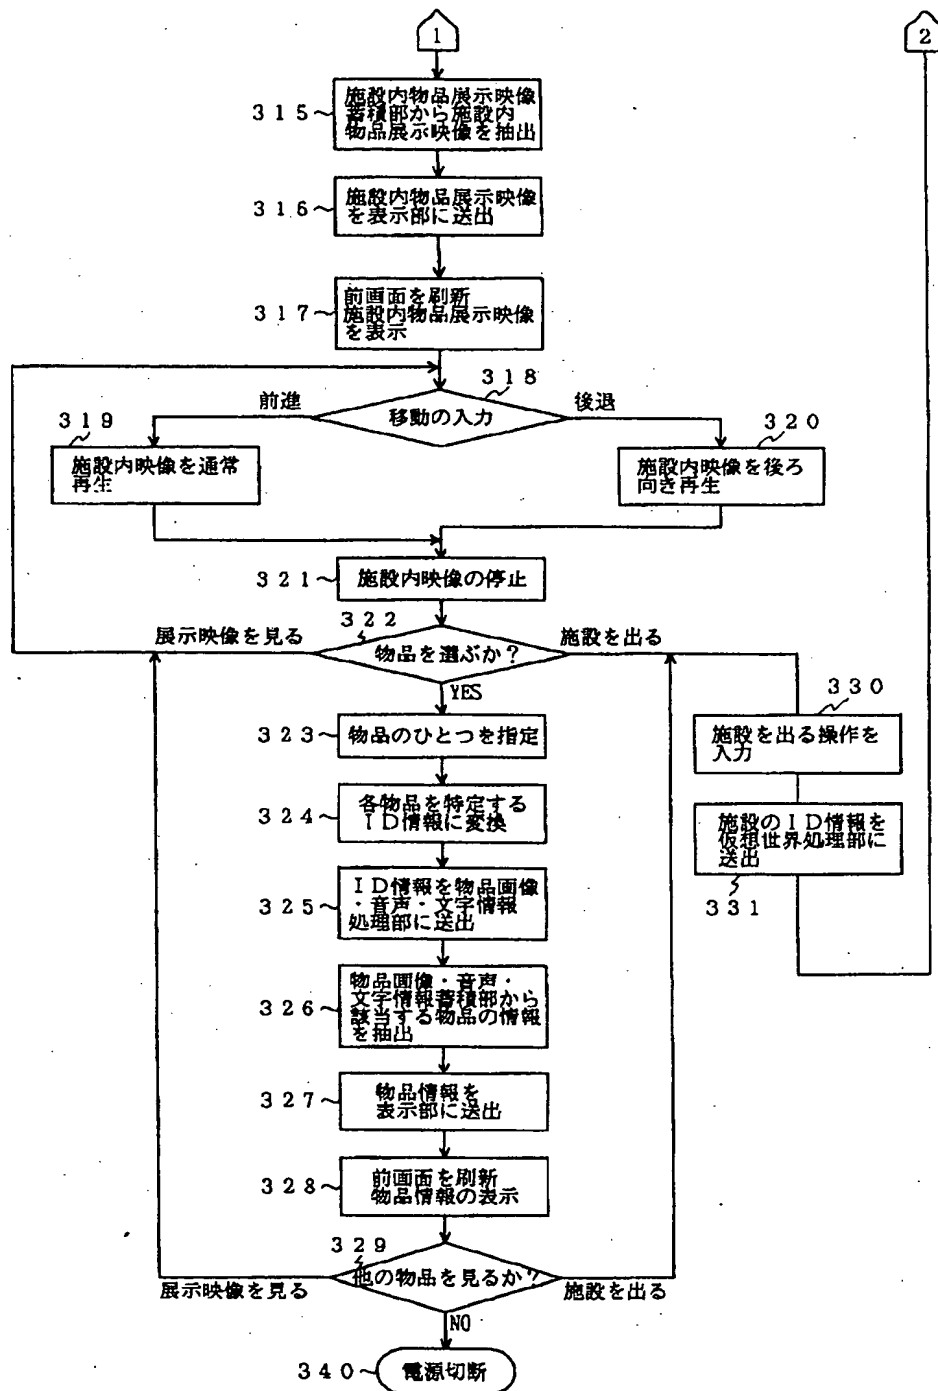 1
2
315
施設内物品展示映像
蓄積部から施設内
物品展示映像を抽出
316
施設内物品展示映像
を表示部に送出
317
前画面を刷新
施設内物品展示映像
を表示
318
前進
移動の入力
後退
319
施設内映像を通常
再生
320
施設内映像を後ろ
向き再生
321
施設内映像の停止
322
展示映像を見る
物品を選ぶか?
施設を出る
YES
323
物品のひとつを指定
330
施設を出る操作を
入力
324
各物品を特定する
ID情報に変換
施設のID情報を
仮想世界処理部に
送出
331
325
ID情報を物品画像
・音声・文字情報
処理部に送出
326
物品画像・音声・
文字情報蓄積部から
該当する物品の情報
を抽出
327
物品情報を
表示部に送出
328
前画面を刷新
物品情報の表示
329
展示映像を見る
他の物品を見るか?
施設を出る
NO
340
電源切断